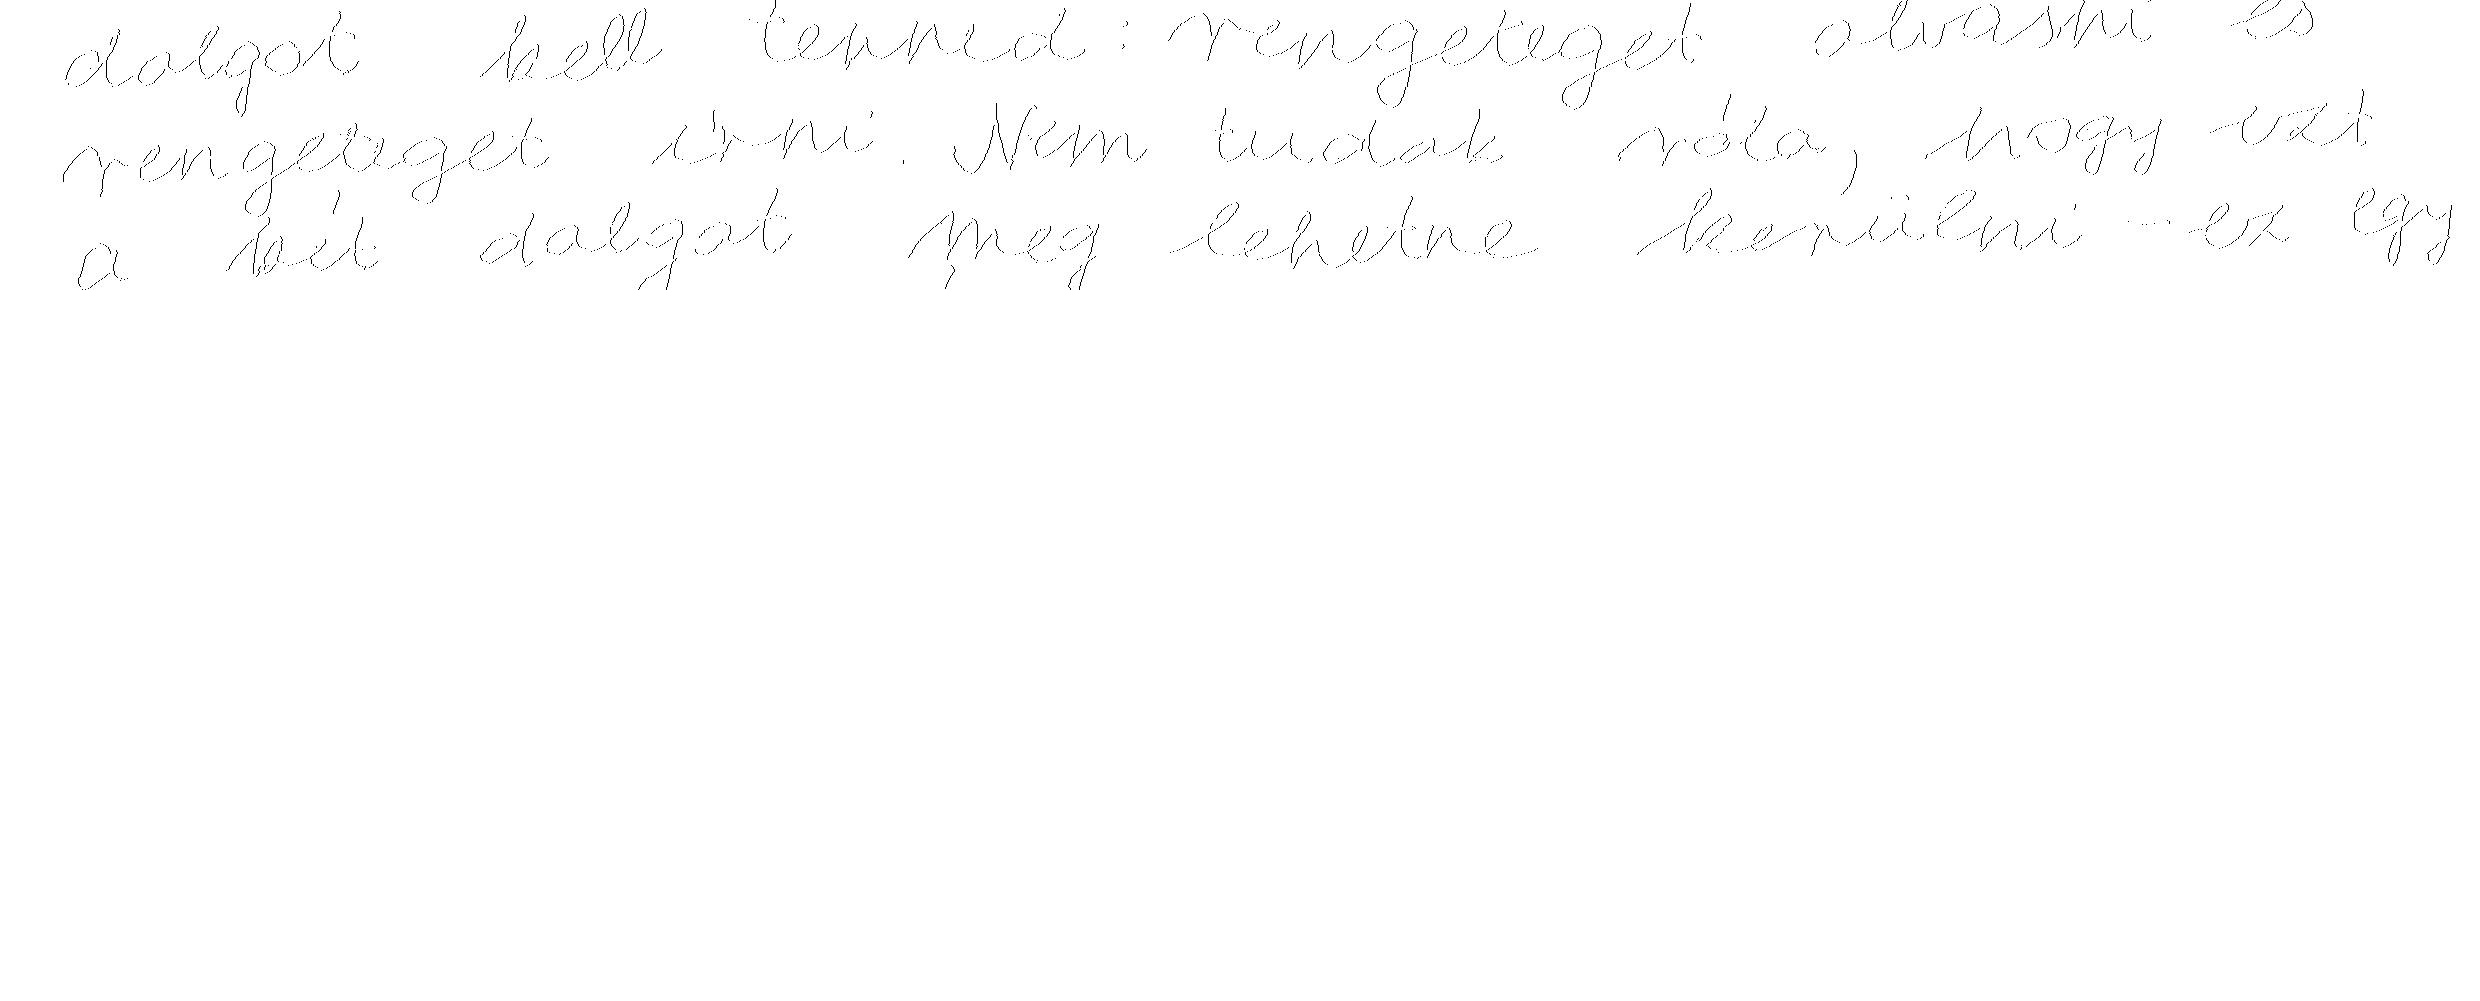 dolgot kell tenned: rengeteget olvasni és
rengeteget írni. Nem tudok róla, hogy ezt
a két dolgot meg lehetne kerülni - ez egy